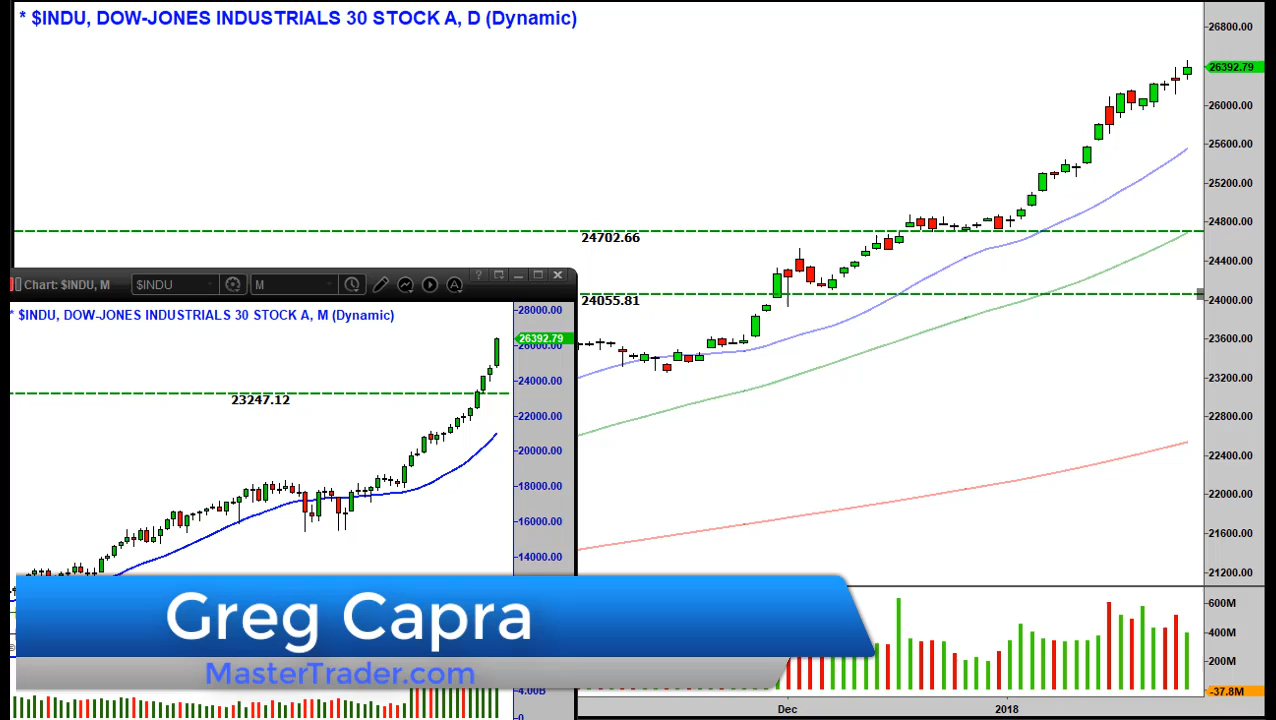 * $INDU, DOW-JONES INDUSTRIALS 30 STOCK A, D (Dynamic)
26800.00
26392.79
26000.00
25600.00
25200.00
24800.00
24702.66
24400.00
24055.81
24000.00
23600.00
23200.00
22800.00
22400.00
22000.00
21600.00
21200.00
600M
400M
200M
-37.8M
Dec
2018
Chart: $INDU, M
$INDU
M
A
?
* $INDU, DOW-JONES INDUSTRIALS 30 STOCK A, M (Dynamic)
28000.00
26392.79
26000.00
24000.00
23247.12
22000.00
20000.00
18000.00
16000.00
14000.00
4.00B
0
Greg Capra
MasterTrader.com